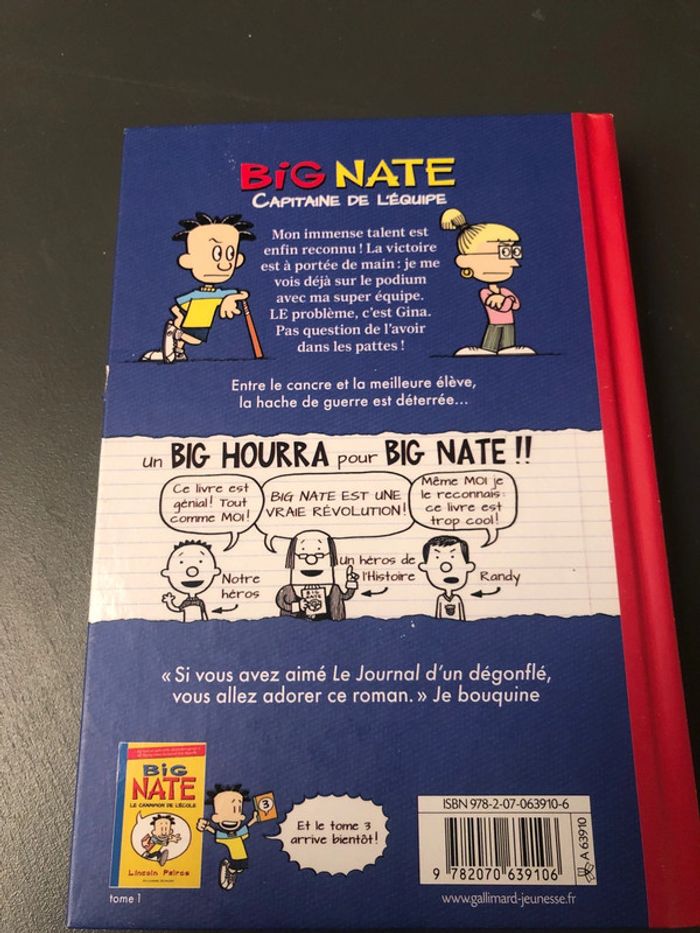 BiG NATE
CAPITAINE DE L'ÉQUIPE
Mon immense talent est
enfin reconnu ! La victoire
est à portée de main : je me
vois déjà sur le podium
avec ma super équipe.
LE problème, c'est Gina.
Pas question de l'avoir
dans les pattes !
Entre le cancre et la meilleure élève,
la hache de guerre est déterrée...
un BIG HOURRA pour BIG NATE !!
Ce livre est
génial ! Tout
comme MOI !
BIG NATE EST UNE
VRAIE RÉVOLUTION !
Même MOI je
le reconnais :
ce livre est
trop cool !
Notre
héros
BIG
NATE
Un héros de
l'Histoire
Randy
« Si vous avez aimé Le Journal d'un dégonflé,
vous allez adorer ce roman. » Je bouquine
BiG
NATE
LE CHAMPION DE L'ÉCOLE
Lincoln Peirce
tome 1
3
Et le tome 3
arrive bientôt !
ISBN 978-2-07-063910-6
9 782070 639106
A 63910
www.gallimard-jeunesse.fr